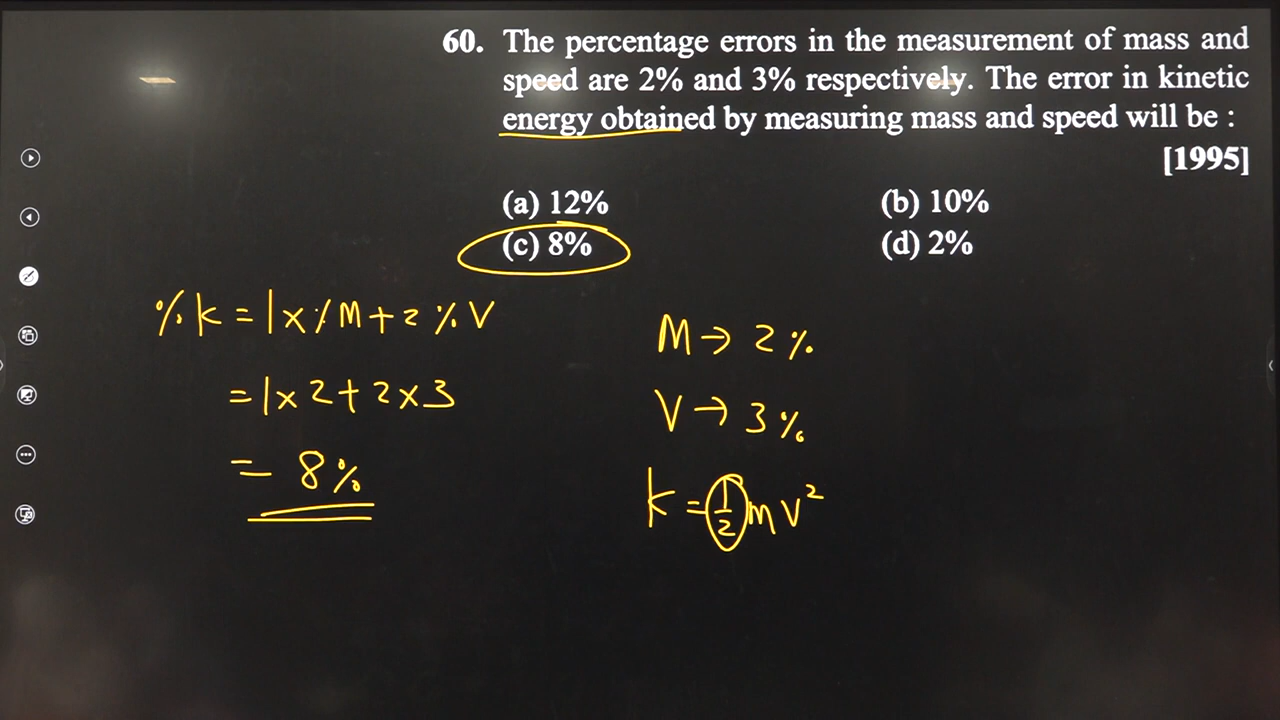 60. The percentage errors in the measurement of mass and
speed are 2% and 3% respectively. The error in kinetic
energy obtained by measuring mass and speed will be :
[1995]
(a) 12% (b) 10%
(c) 8% (d) 2%
% K = 1 x % M + 2 % V
= 1 x 2 + 2 x 3
= 8%
M → 2 %
V → 3 %
K = 1/2 m v²